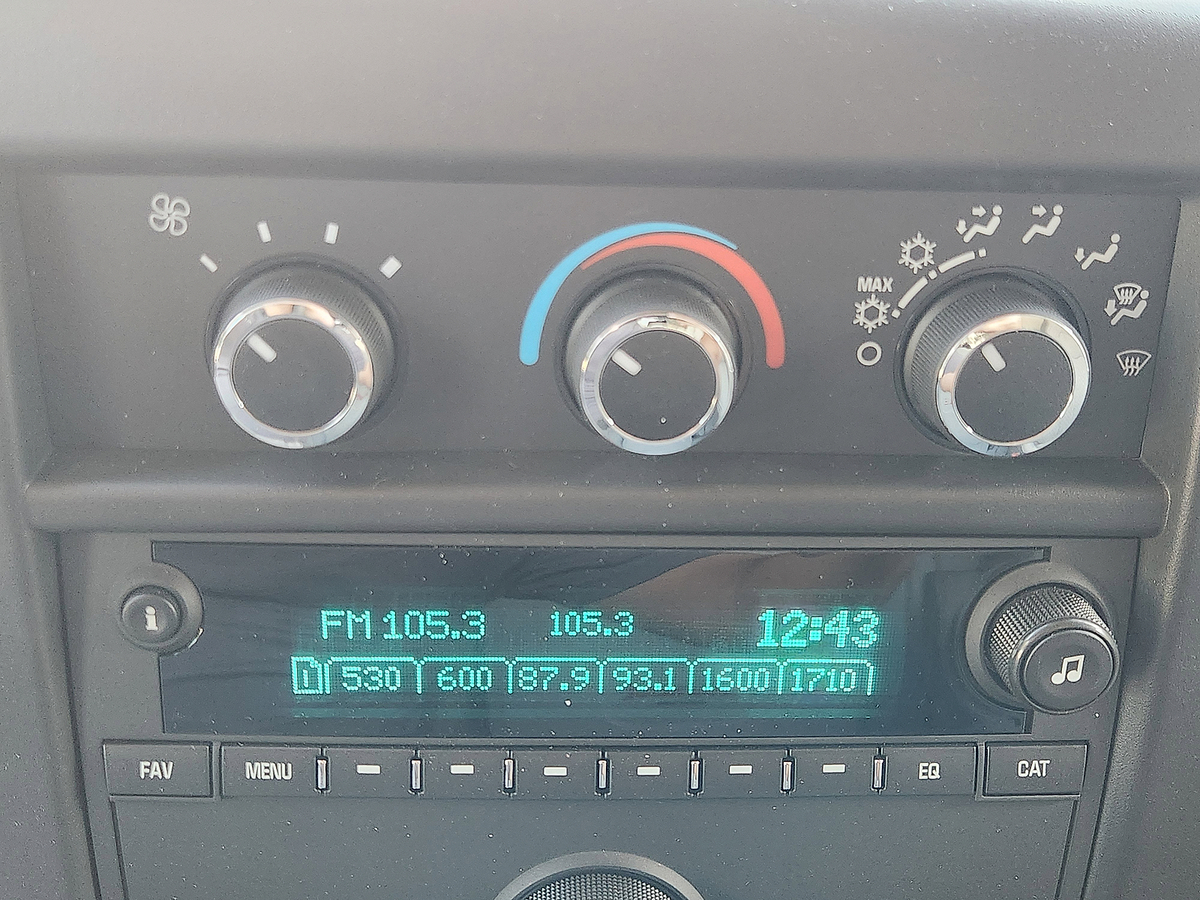 MAX
i
FM 105.3 105.3 12:43
1 530 600 87.9 93.1 1600 1710
FAV MENU EQ CAT